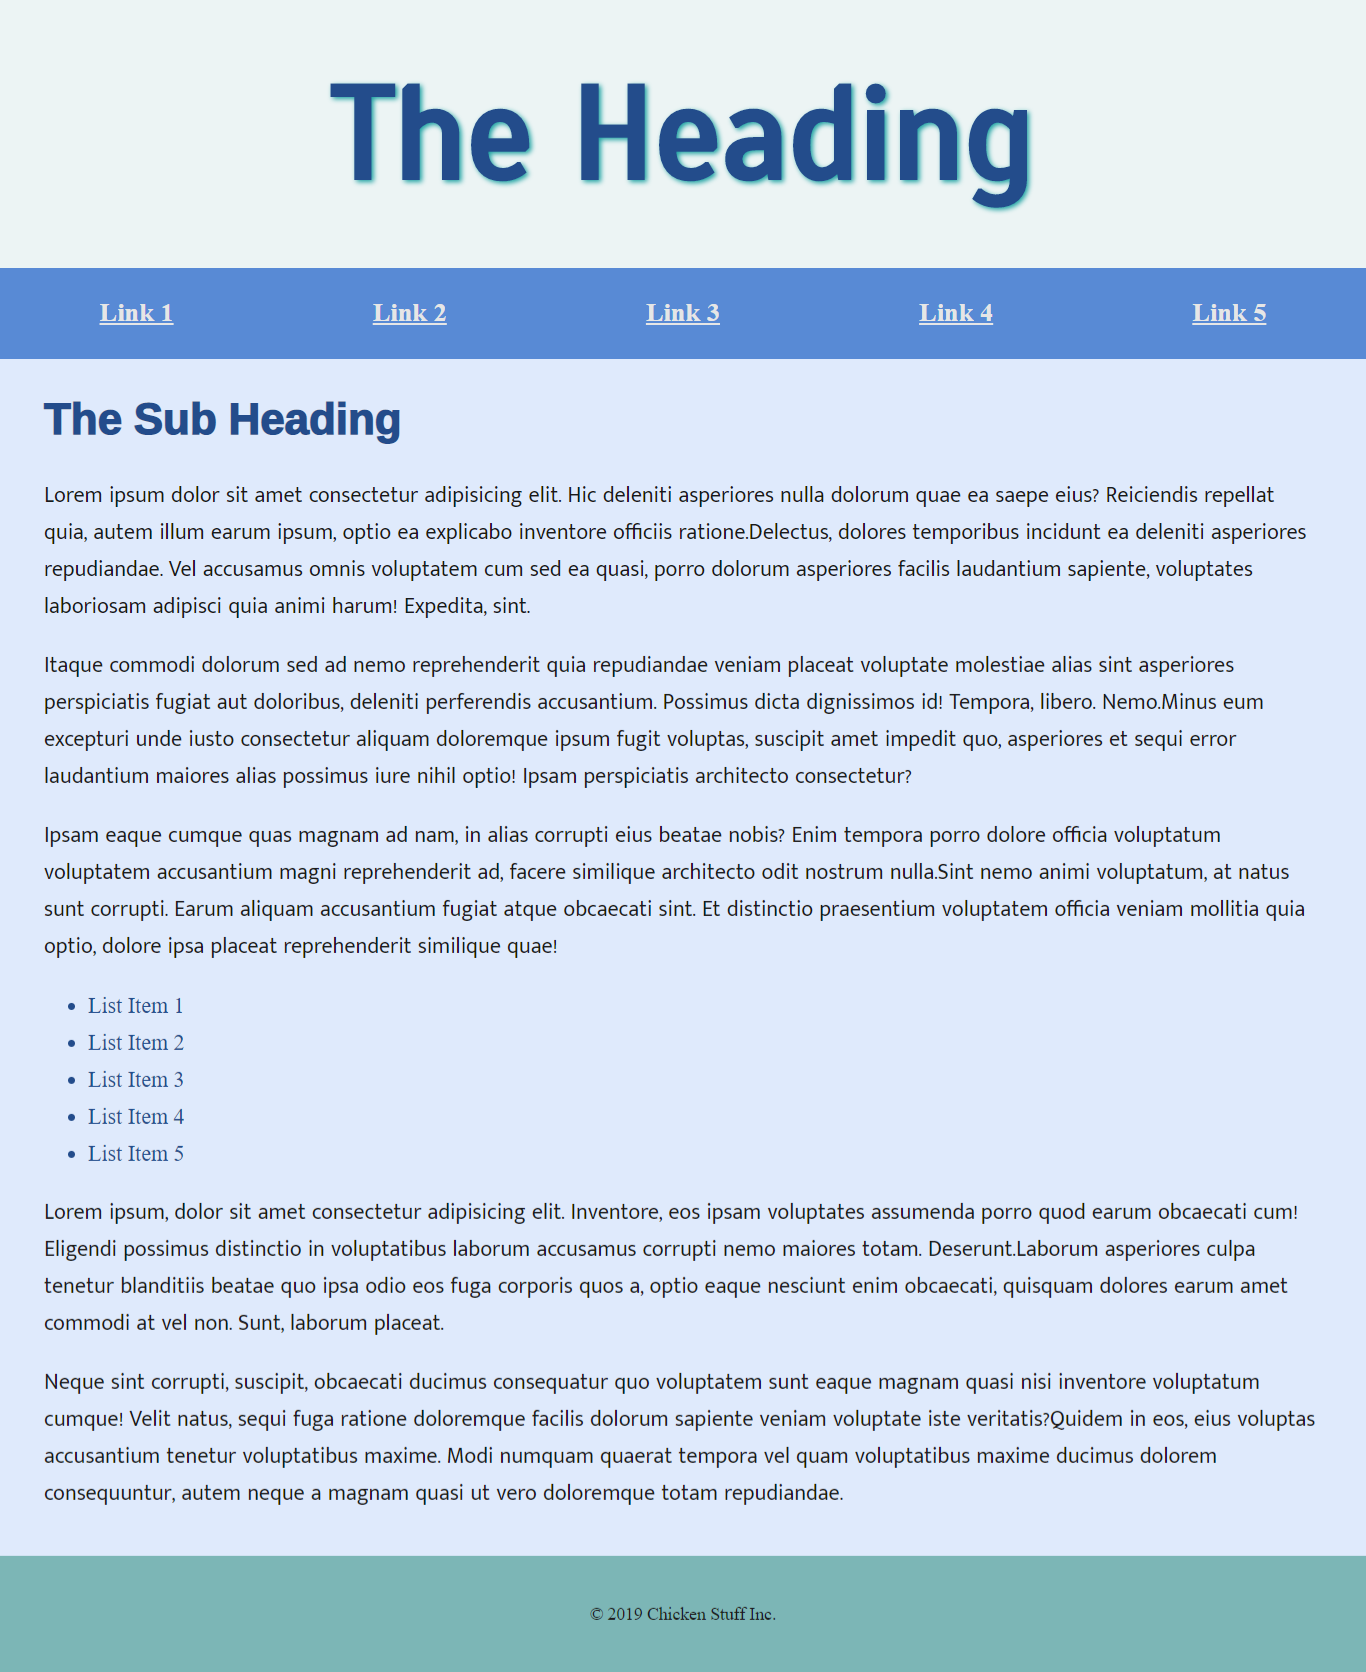 The Heading
Link 1
Link 2
Link 3
Link 4
Link 5
The Sub Heading
Lorem ipsum dolor sit amet consectetur adipisicing elit. Hic deleniti asperiores nulla dolorum quae ea saepe eius? Reiciendis repellat
quia, autem illum earum ipsum, optio ea explicabo inventore officiis ratione.Delectus, dolores temporibus incidunt ea deleniti asperiores
repudiandae. Vel accusamus omnis voluptatem cum sed ea quasi, porro dolorum asperiores facilis laudantium sapiente, voluptates
laboriosam adipisci quia animi harum! Expedita, sint.
Itaque commodi dolorum sed ad nemo reprehenderit quia repudiandae veniam placeat voluptate molestiae alias sint asperiores
perspiciatis fugiat aut doloribus, deleniti perferendis accusantium. Possimus dicta dignissimos id! Tempora, libero. Nemo.Minus eum
excepturi unde iusto consectetur aliquam doloremque ipsum fugit voluptas, suscipit amet impedit quo, asperiores et sequi error
laudantium maiores alias possimus iure nihil optio! Ipsam perspiciatis architecto consectetur?
Ipsam eaque cumque quas magnam ad nam, in alias corrupti eius beatae nobis? Enim tempora porro dolore officia voluptatum
voluptatem accusantium magni reprehenderit ad, facere similique architecto odit nostrum nulla.Sint nemo animi voluptatum, at natus
sunt corrupti. Earum aliquam accusantium fugiat atque obcaecati sint. Et distinctio praesentium voluptatem officia veniam mollitia quia
optio, dolore ipsa placeat reprehenderit similique quae!
• List Item 1
• List Item 2
• List Item 3
• List Item 4
• List Item 5
Lorem ipsum, dolor sit amet consectetur adipisicing elit. Inventore, eos ipsam voluptates assumenda porro quod earum obcaecati cum!
Eligendi possimus distinctio in voluptatibus laborum accusamus corrupti nemo maiores totam. Deserunt.Laborum asperiores culpa
tenetur blanditiis beatae quo ipsa odio eos fuga corporis quos a, optio eaque nesciunt enim obcaecati, quisquam dolores earum amet
commodi at vel non. Sunt, laborum placeat.
Neque sint corrupti, suscipit, obcaecati ducimus consequatur quo voluptatem sunt eaque magnam quasi nisi inventore voluptatum
cumque! Velit natus, sequi fuga ratione doloremque facilis dolorum sapiente veniam voluptate iste veritatis?Quidem in eos, eius voluptas
accusantium tenetur voluptatibus maxime. Modi numquam quaerat tempora vel quam voluptatibus maxime ducimus dolorem
consequuntur, autem neque a magnam quasi ut vero doloremque totam repudiandae.
© 2019 Chicken Stuff Inc.